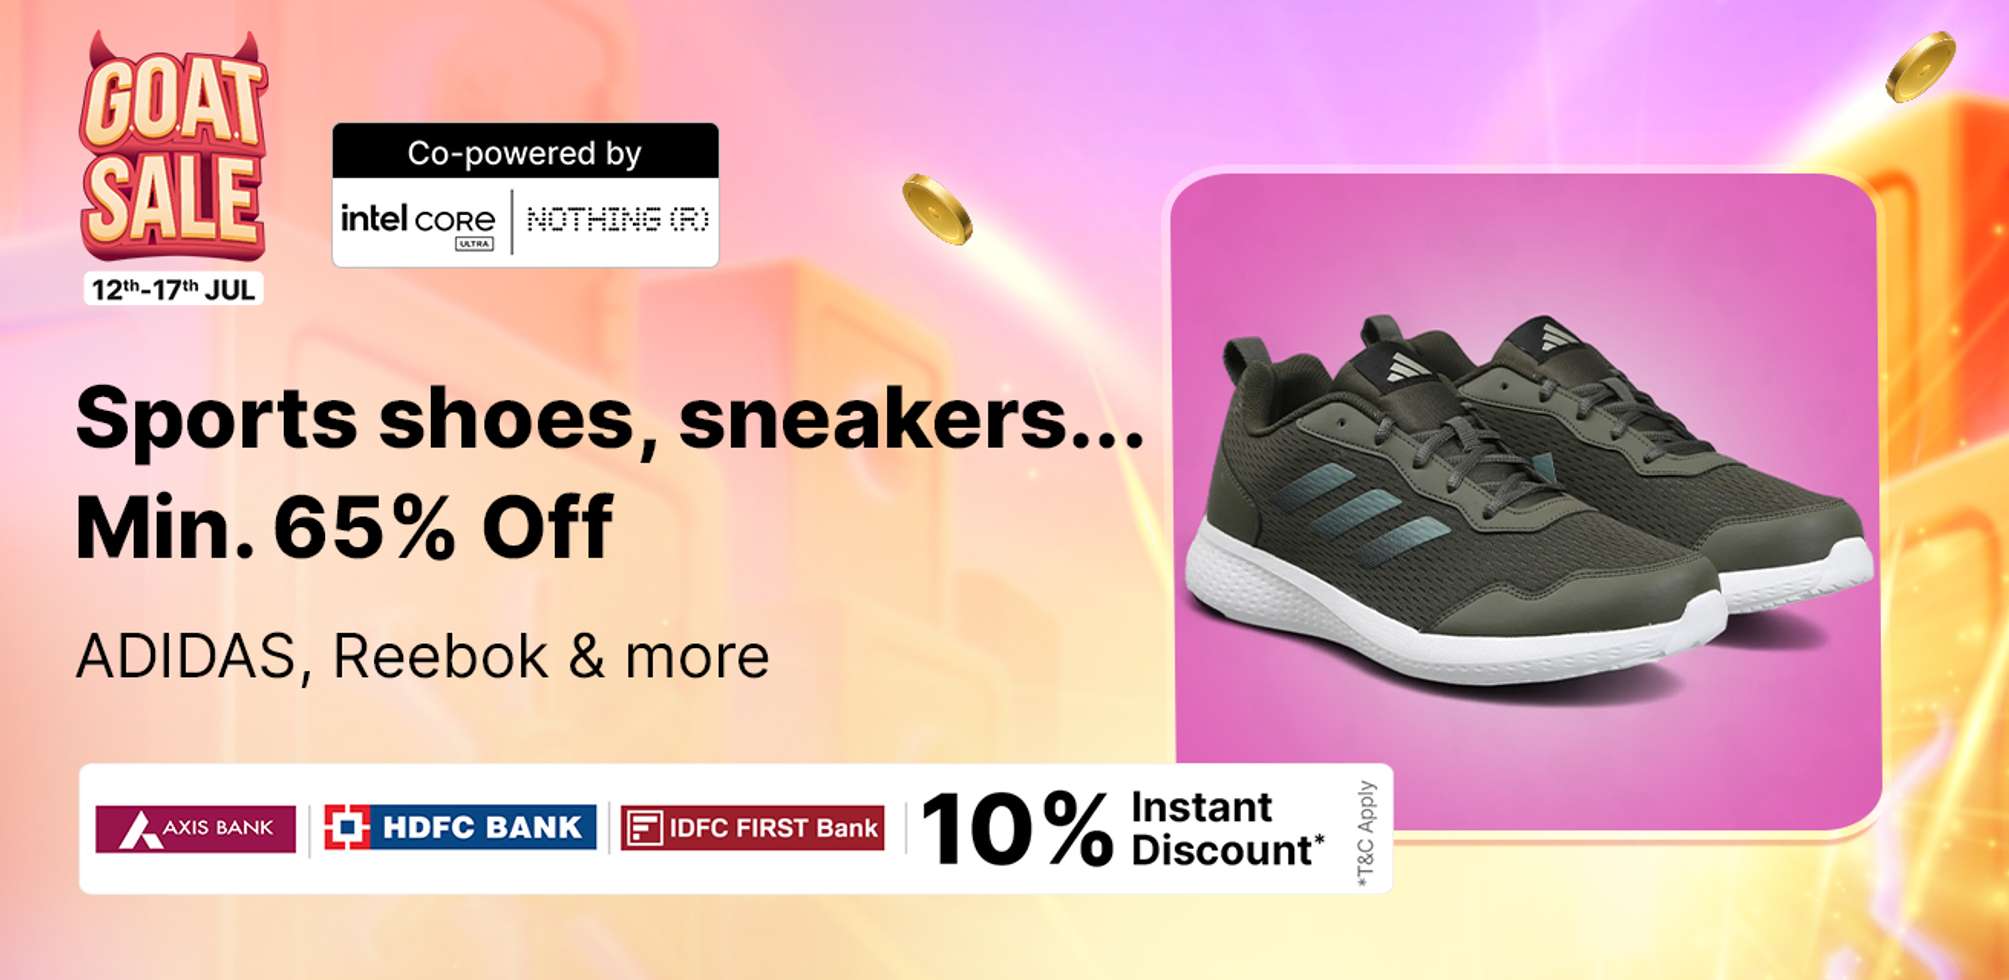 G.O.A.T
SALE
12th-17th JUL
Co-powered by
intel CORE
ULTRA
NOTHING (R)
Sports shoes, sneakers...
Min. 65% Off
ADIDAS, Reebok & more
AXIS BANK
HDFC BANK
IDFC FIRST Bank
10%
Instant
Discount*
*T&C Apply